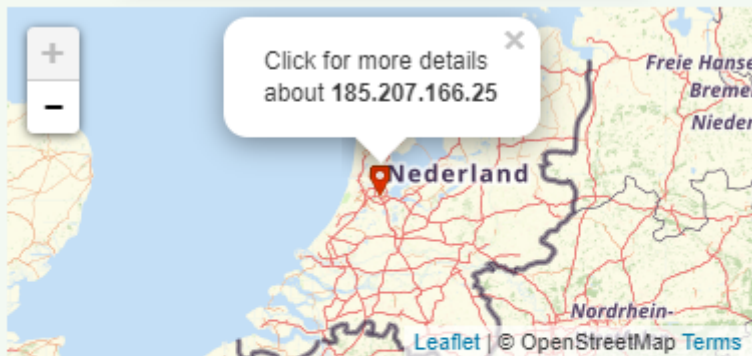 +
−
Click for more details
about 185.207.166.25
×
Freie Hanse
Breme
Nieder
Nederland
Nordrhein-
Leaflet | © OpenStreetMap Terms